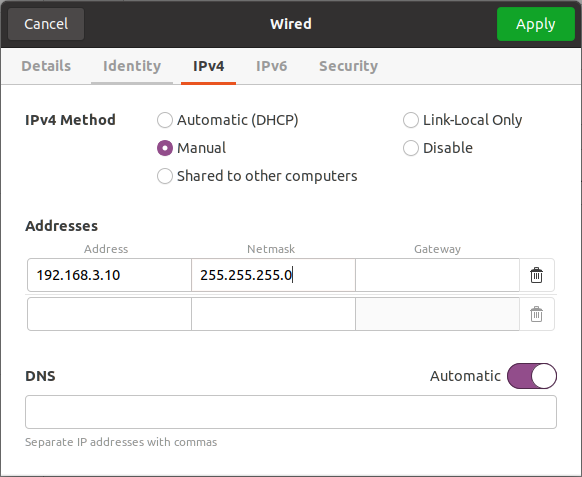 Cancel Wired Apply
Details Identity IPv4 IPv6 Security
IPv4 Method Automatic (DHCP) Link-Local Only
Manual Disable
Shared to other computers
Addresses
Address Netmask Gateway
192.168.3.10 255.255.255.0
DNS Automatic
Separate IP addresses with commas